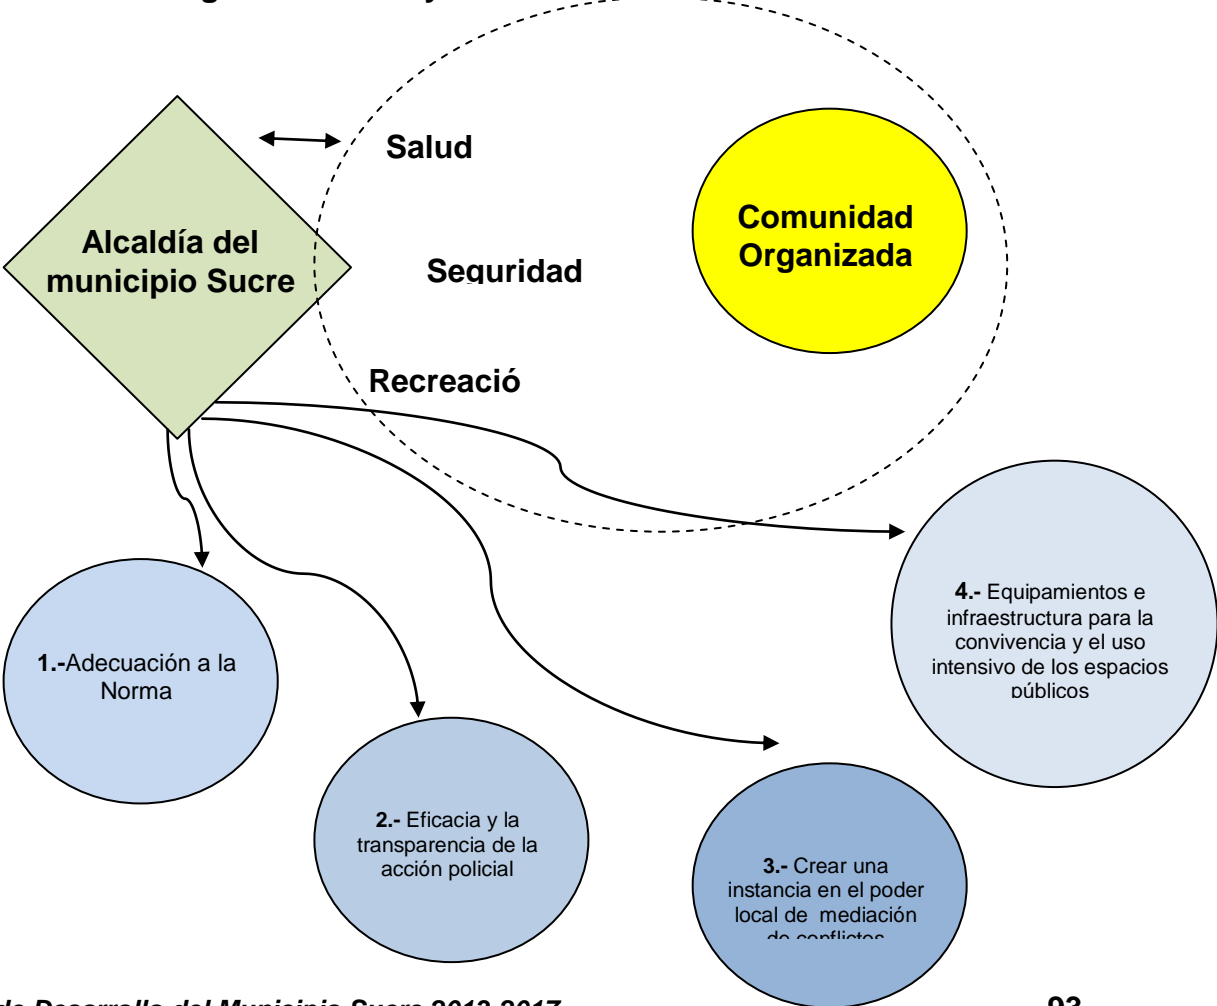 Salud
Alcaldía del
municipio Sucre
Comunidad
Organizada
Seguridad
Recreació
1.-Adecuación a la
Norma
2.- Eficacia y la
transparencia de la
acción policial
3.- Crear una
instancia en el poder
local de mediación
de conflictos
4.- Equipamientos e
infraestructura para la
convivencia y el uso
intensivo de los espacios
públicos
de Desarrollo del Municipio Sucre 2013-2017
93